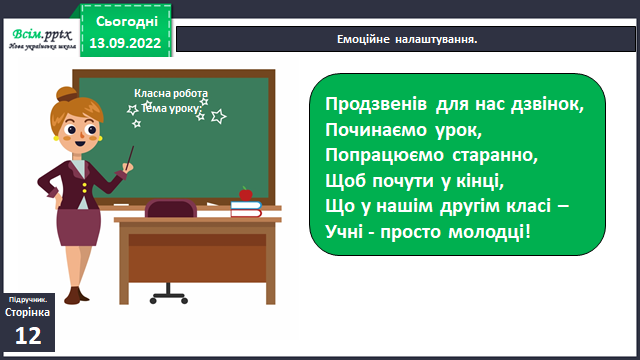 Всім.pptx
Нова українська школа
Сьогодні
13.09.2022
Емоційне налаштування.
Класна робота
Тема уроку:
Продзвенів для нас дзвінок,
Починаємо урок,
Попрацюємо старанно,
Щоб почути у кінці,
Що у нашім другім класі –
Учні - просто молодці!
Підручник.
Сторінка
12